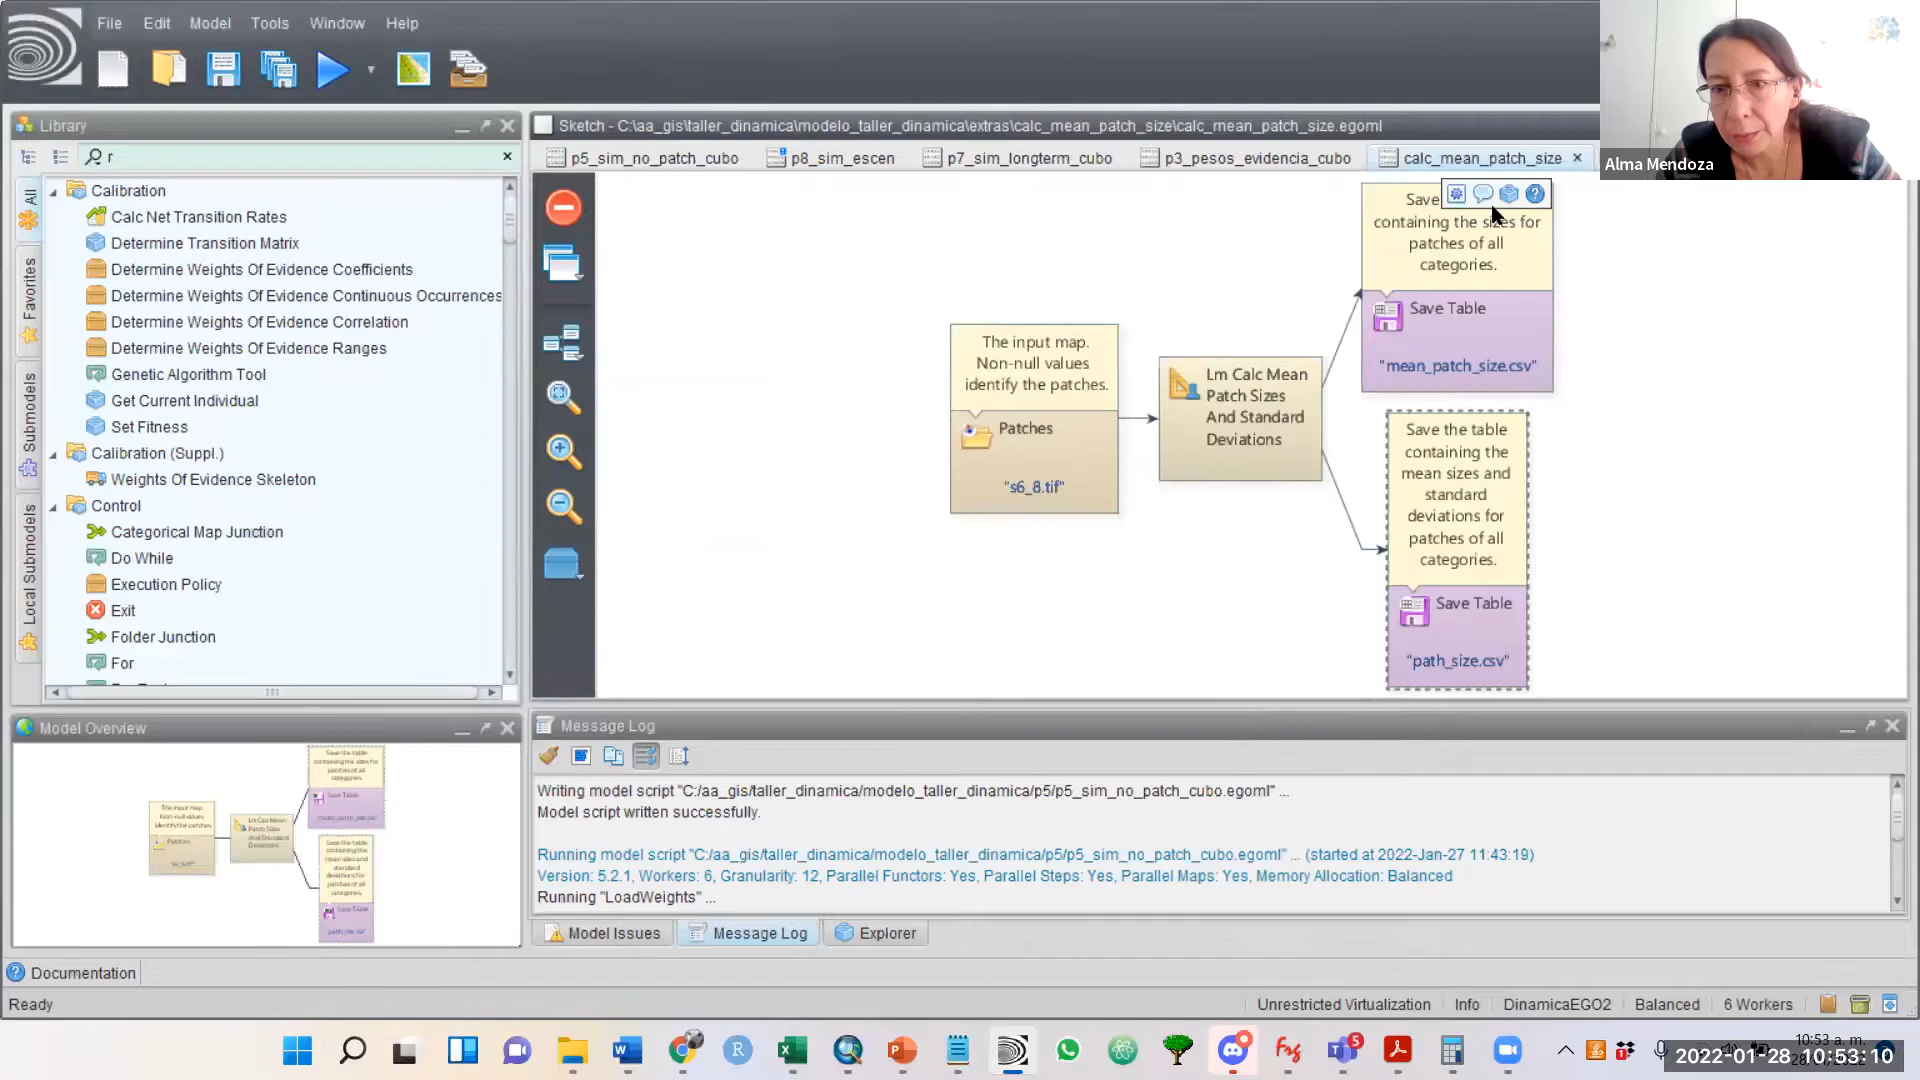 File Edit Model Tools Window Help
Library
r
All
Favorites
Submodels
Local Submodels
Calibration
Calc Net Transition Rates
Determine Transition Matrix
Determine Weights Of Evidence Coefficients
Determine Weights Of Evidence Continuous Occurrences
Determine Weights Of Evidence Correlation
Determine Weights Of Evidence Ranges
Genetic Algorithm Tool
Get Current Individual
Set Fitness
Calibration (Suppl.)
Weights Of Evidence Skeleton
Control
Categorical Map Junction
Do While
Execution Policy
Exit
Folder Junction
For
Sketch - C:\aa_gis\taller_dinamica\modelo_taller_dinamica\extras\calc_mean_patch_size\calc_mean_patch_size.egoml
p5_sim_no_patch_cubo
p8_sim_escen
p7_sim_longterm_cubo
p3_pesos_evidencia_cubo
calc_mean_patch_size
The input map.
Non-null values
identify the patches.
Patches
"s6_8.tif"
Lm Calc Mean
Patch Sizes
And Standard
Deviations
Save
containing the sizes for
patches of all
categories.
Save Table
"mean_patch_size.csv"
Save the table
containing the
mean sizes and
standard
deviations for
patches of all
categories.
Save Table
"path_size.csv"
Alma Mendoza
Model Overview
Message Log
Writing model script "C:/aa_gis/taller_dinamica/modelo_taller_dinamica/p5/p5_sim_no_patch_cubo.egoml" ...
Model script written successfully.
Running model script "C:/aa_gis/taller_dinamica/modelo_taller_dinamica/p5/p5_sim_no_patch_cubo.egoml" ... (started at 2022-Jan-27 11:43:19)
Version: 5.2.1, Workers: 6, Granularity: 12, Parallel Functors: Yes, Parallel Steps: Yes, Parallel Maps: Yes, Memory Allocation: Balanced
Running "LoadWeights" ...
Model Issues
Message Log
Explorer
Documentation
Ready
Unrestricted Virtualization Info DinamicaEGO2 Balanced 6 Workers
10:53 a. m.
2022-01-28 10:53:10